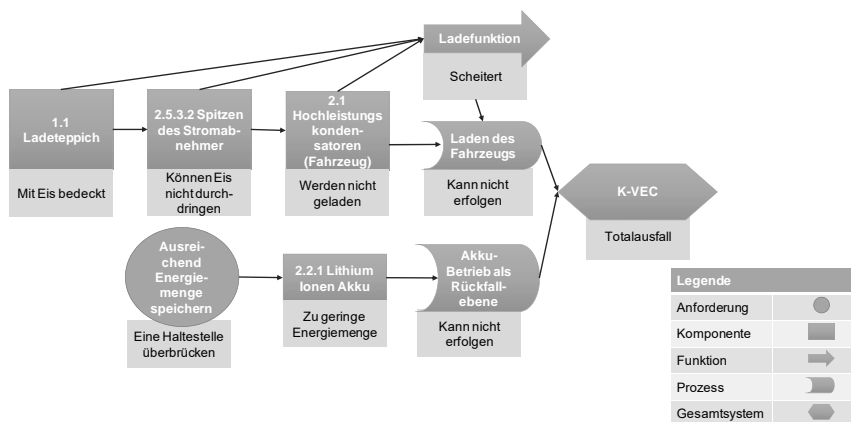 Ladefunktion
Scheitert
1.1
Ladeteppich
Mit Eis bedeckt
2.5.3.2 Spitzen
des Stromab-
nehmer
Können Eis
nicht durch-
dringen
2.1
Hochleistungs
konden-
satoren
(Fahrzeug)
Werden nicht
geladen
Laden des
Fahrzeugs
Kann nicht
erfolgen
K-VEC
Totalausfall
Ausrei-
chend
Energie-
menge
speichern
Eine Haltestelle
überbrücken
2.2.1 Lithium
Ionen Akku
Zu geringe
Energiemenge
Akku-
Betrieb als
Rückfall-
ebene
Kann nicht
erfolgen
Legende
Anforderung
Komponente
Funktion
Prozess
Gesamtsystem